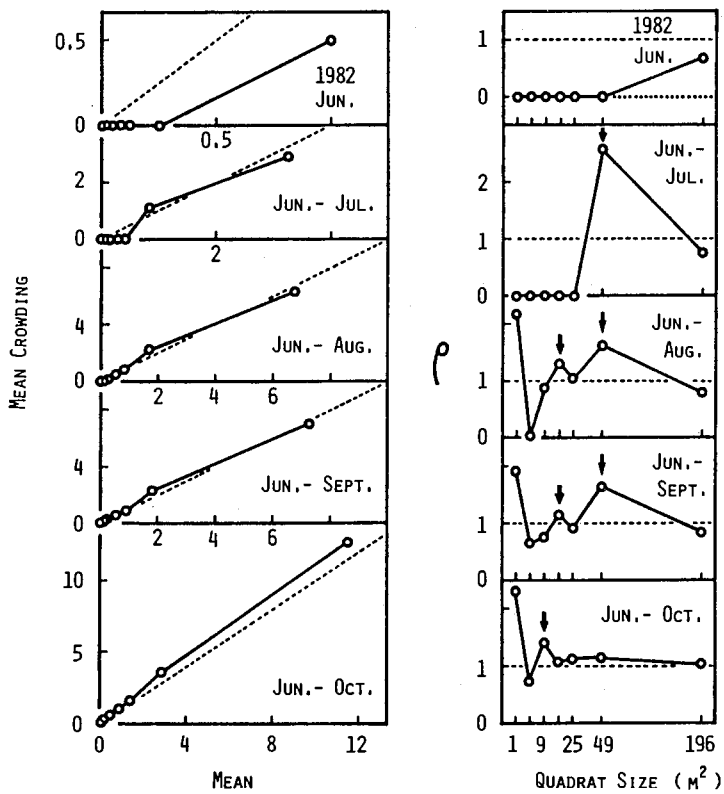 0.5
0
1982
Jun.
0.5
2
0
Jun.- Jul.
2
4
0
Jun.- Aug.
2
4
6
4
0
Jun.- Sept.
2
4
6
10
5
0
Jun.- Oct.
0
4
8
12
Mean Crowding
Mean
1
0
1982
Jun.
2
1
0
Jun.-
Jul.
1
0
Jun.-
Aug.
1
0
Jun.-
Sept.
1
0
Jun.- Oct.
1
9
25
49
196
ρ
Quadrat Size ( m² )